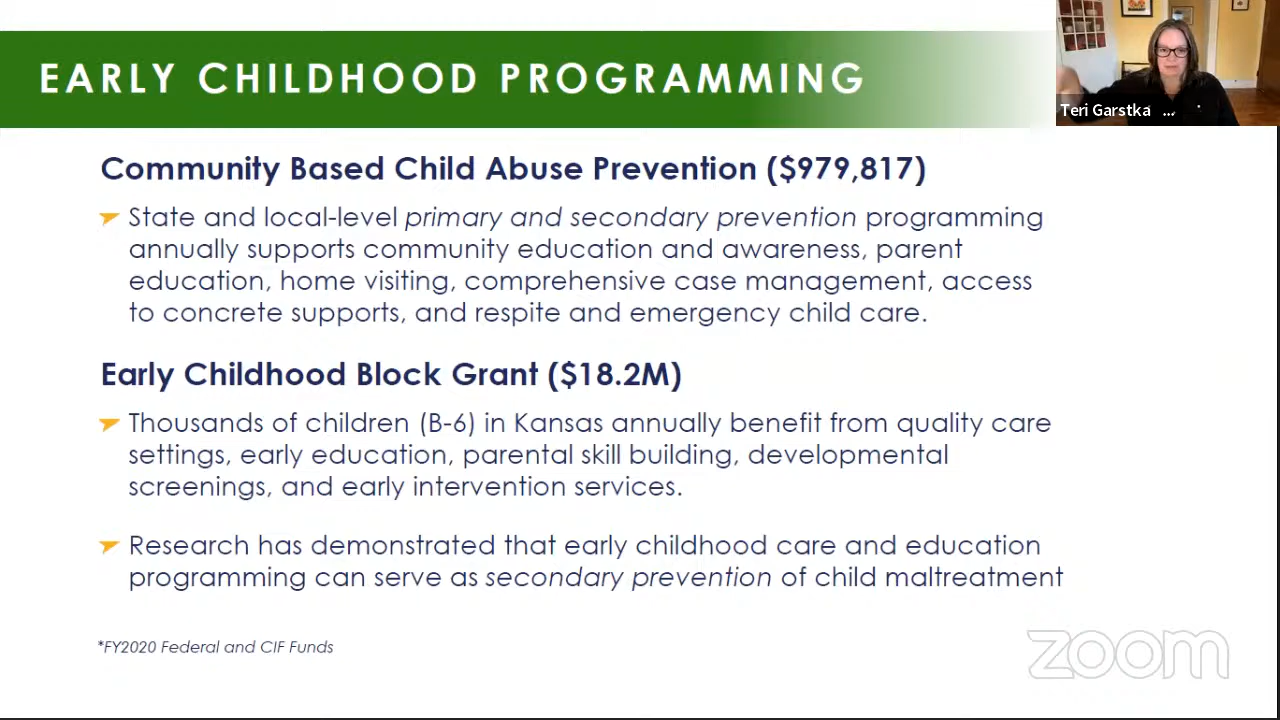 EARLY CHILDHOOD PROGRAMMING
Teri Garstka ...
Community Based Child Abuse Prevention ($979,817)
State and local-level primary and secondary prevention programming
annually supports community education and awareness, parent
education, home visiting, comprehensive case management, access
to concrete supports, and respite and emergency child care.
Early Childhood Block Grant ($18.2M)
Thousands of children (B-6) in Kansas annually benefit from quality care
settings, early education, parental skill building, developmental
screenings, and early intervention services.
Research has demonstrated that early childhood care and education
programming can serve as secondary prevention of child maltreatment
*FY2020 Federal and CIF Funds
zoom